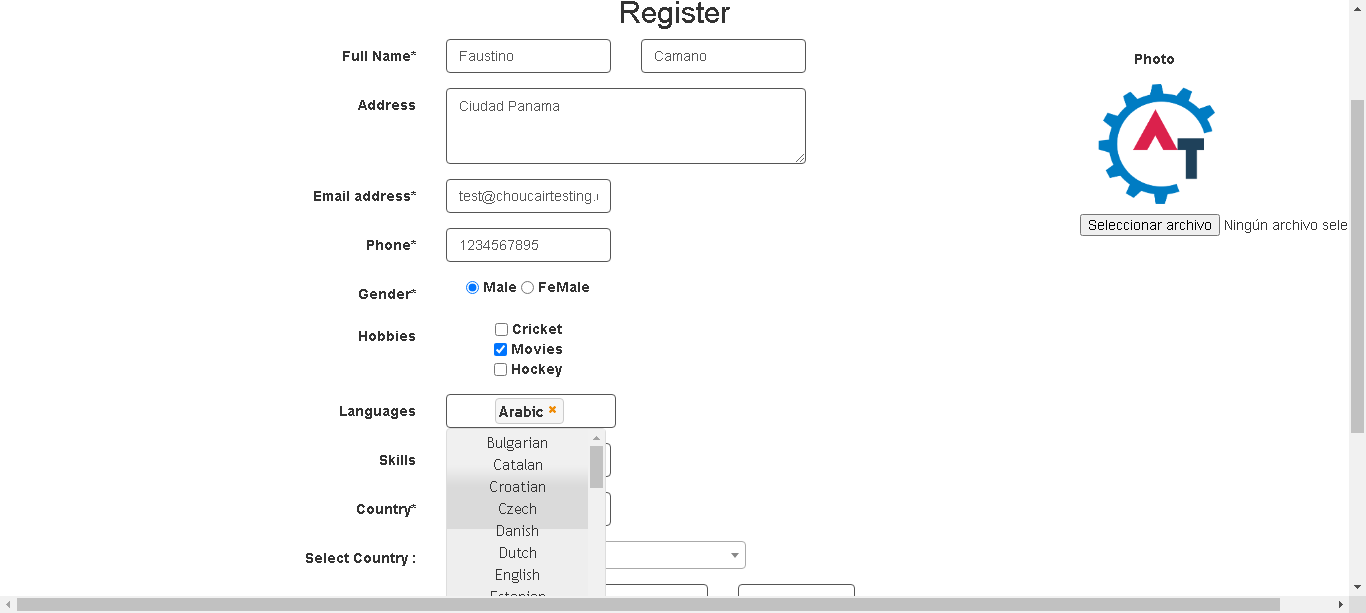 Register
Full Name* Faustino Camano
Photo
Address Ciudad Panama
AT
Email address* test@choucairtesting.
Seleccionar archivo Ningún archivo sele
Phone* 1234567895
Gender* Male FeMale
Hobbies Cricket
Movies
Hockey
Languages Arabic
Bulgarian
Skills Catalan
Croatian
Country* Czech
Danish
Select Country : Dutch
English
Estonian